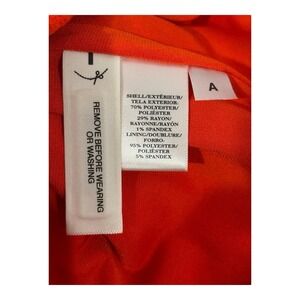 REMOVE BEFORE WEARING
OR WASHING
SHELL/EXTÉRIEUR/
TELA EXTERIOR:
70% POLYESTER/
POLIÉSTER
29% RAYON/
RAYONNE/RAYÓN
1% SPANDEX
LINING/DOUBLURE/
FORRO:
95% POLYESTER/
POLIÉSTER
5% SPANDEX
A